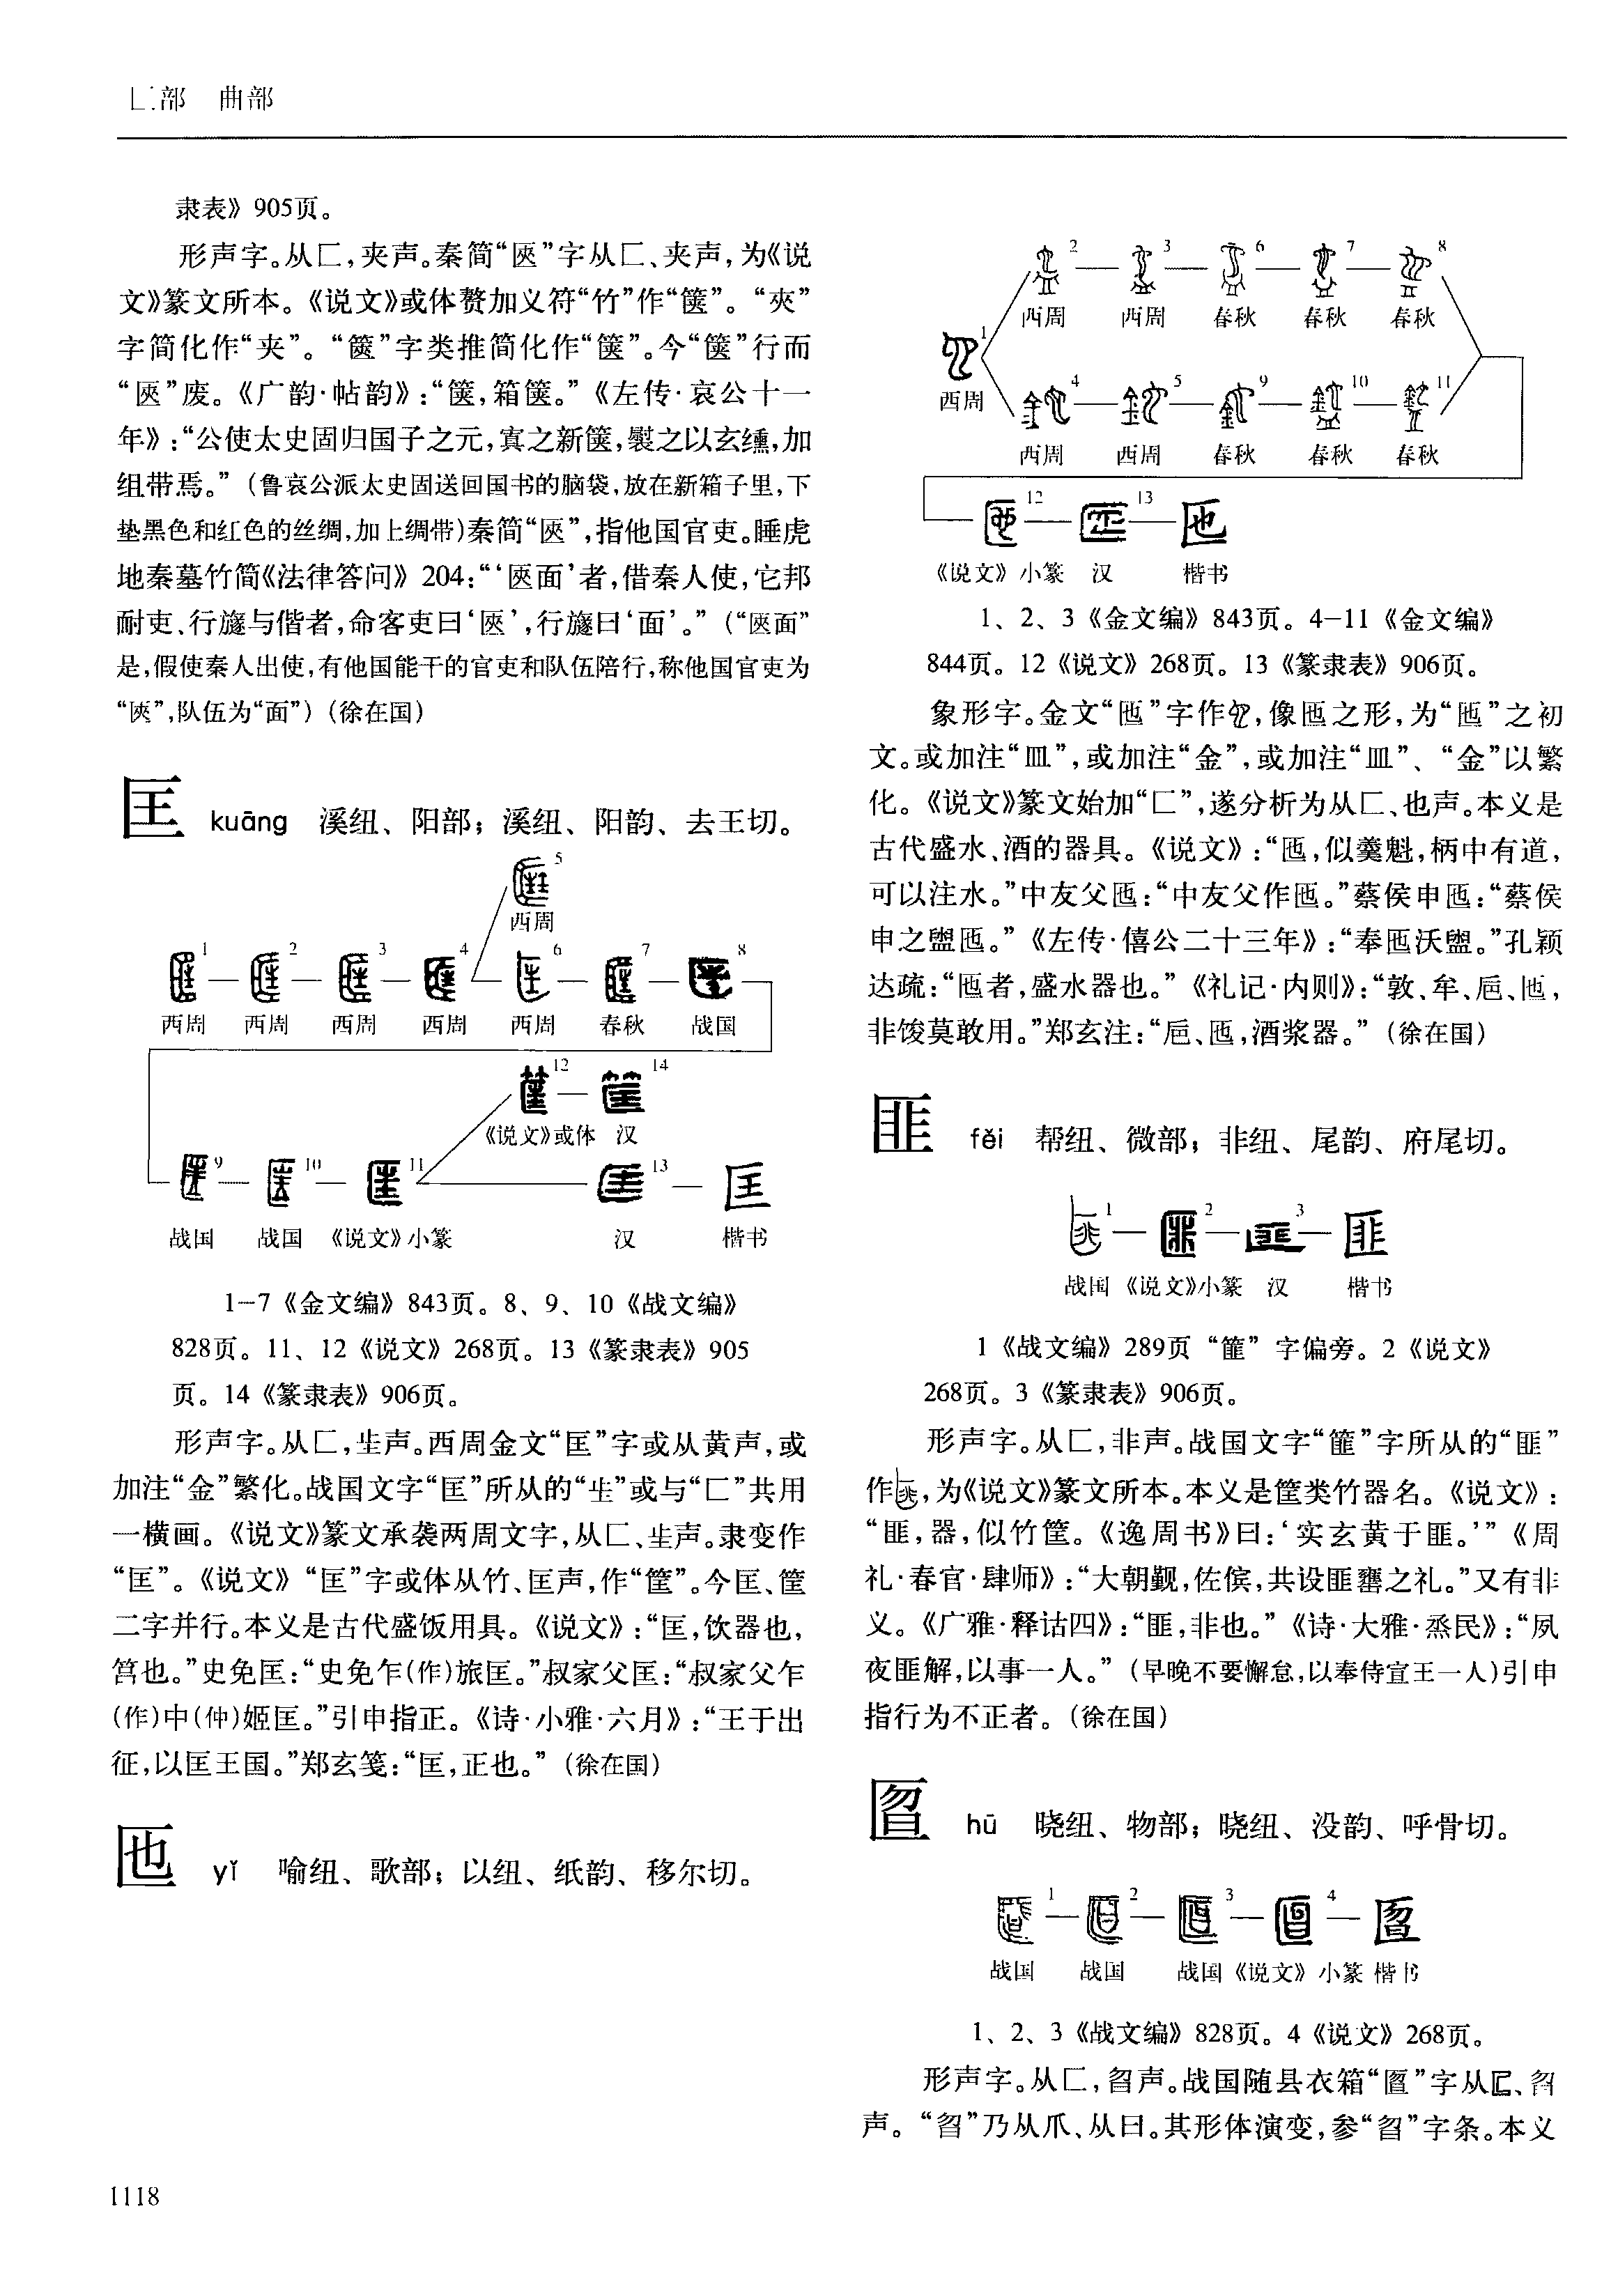 匚部 曲部
隶表》905页。
形声字。从匚,夹声。秦简“匧”字从匚、夹声,为《说
文》篆文所本。《说文》或体赘加义符“竹”作“箧”。“夾”
字简化作“夹”。“篋”字类推简化作“箧”。今“箧”行而
“匧”废。《广韵·帖韵》:“箧,箱箧。”《左传·哀公十一
年》:“公使太史固归国子之元,寘之新箧,褽之以玄纁,加
组带焉。”(鲁哀公派太史固送回国书的脑袋,放在新箱子里,下
垫黑色和红色的丝绸,加上绸带)秦简“匧”,指他国官吏。睡虎
地秦墓竹简《法律答问》204:“‘匧面’者,借秦人使,它邦
耐吏、行旞与偕者,命客吏曰‘匧’,行旞曰‘面’。”(“匧面”
是,假使秦人出使,有他国能干的官吏和队伍陪行,称他国官吏为
“匧”,队伍为“面”)(徐在国)
匡 kuāng 溪纽、阳部;溪纽、阳韵、去王切。
5
西周
1 2 3 4 6 7 8
西周 西周 西周 西周 西周 春秋 战国
12 14
《说文》或体 汉
9 10 11 13 匡
战国 战国 《说文》小篆 汉 楷书
1-7《金文编》843页。8、9、10《战文编》
828页。11、12《说文》268页。13《篆隶表》905
页。14《篆隶表》906页。
形声字。从匚,㞷声。西周金文“匡”字或从黄声,或
加注“金”繁化。战国文字“匡”所从的“㞷”或与“匚”共用
一横画。《说文》篆文承袭两周文字,从匚、㞷声。隶变作
“匡”。《说文》“匡”字或体从竹、匡声,作“筐”。今匡、筐
二字并行。本义是古代盛饭用具。《说文》:“匡,饮器也,
筥也。”史免匡:“史免乍(作)旅匡。”叔家父匡:“叔家父乍
(作)中(仲)姬匡。”引申指正。《诗·小雅·六月》:“王于出
征,以匡王国。”郑玄笺:“匡,正也。”(徐在国)
匜 yǐ 喻纽、歌部;以纽、纸韵、移尔切。
2 3 6 7 8
西周 西周 春秋 春秋 春秋
1
西周
4 5 9 10 11
西周 西周 春秋 春秋 春秋
12 13 匜
《说文》小篆 汉 楷书
1、2、3《金文编》843页。4-11《金文编》
844页。12《说文》268页。13《篆隶表》906页。
象形字。金文“匜”字作,像匜之形,为“匜”之初
文。或加注“皿”,或加注“金”,或加注“皿”、“金”以繁
化。《说文》篆文始加“匚”,遂分析为从匚、也声。本义是
古代盛水、酒的器具。《说文》:“匜,似羹魁,柄中有道,
可以注水。”中友父匜:“中友父作匜。”蔡侯申匜:“蔡侯
申之盥匜。”《左传·僖公二十三年》:“奉匜沃盥。”孔颖
达疏:“匜者,盛水器也。”《礼记·内则》:“敦、牟、卮、匜,
非馂莫敢用。”郑玄注:“卮、匜,酒浆器。”(徐在国)
匪 fěi 帮纽、微部;非纽、尾韵、府尾切。
1 2 3 匪
战国 《说文》小篆 汉 楷书
1《战文编》289页“篚”字偏旁。2《说文》
268页。3《篆隶表》906页。
形声字。从匚,非声。战国文字“篚”字所从的“匪”
作,为《说文》篆文所本。本义是筐类竹器名。《说文》:
“匪,器,似竹筐。《逸周书》曰:‘实玄黄于匪。’”《周
礼·春官·肆师》:“大朝觐,佐傧,共设匪罋之礼。”又有非
义。《广雅·释诂四》:“匪,非也。”《诗·大雅·烝民》:“夙
夜匪解,以事一人。”(早晚不要懈怠,以奉侍宣王一人)引申
指行为不正者。(徐在国)
匫 hū 晓纽、物部;晓纽、没韵、呼骨切。
1 2 3 4 匫
战国 战国 战国 《说文》小篆 楷书
1、2、3《战文编》828页。4《说文》268页。
形声字。从匚,曶声。战国随县衣箱“匫”字从、曶
声。“曶”乃从爪、从曰。其形体演变,参“曶”字条。本义
1118